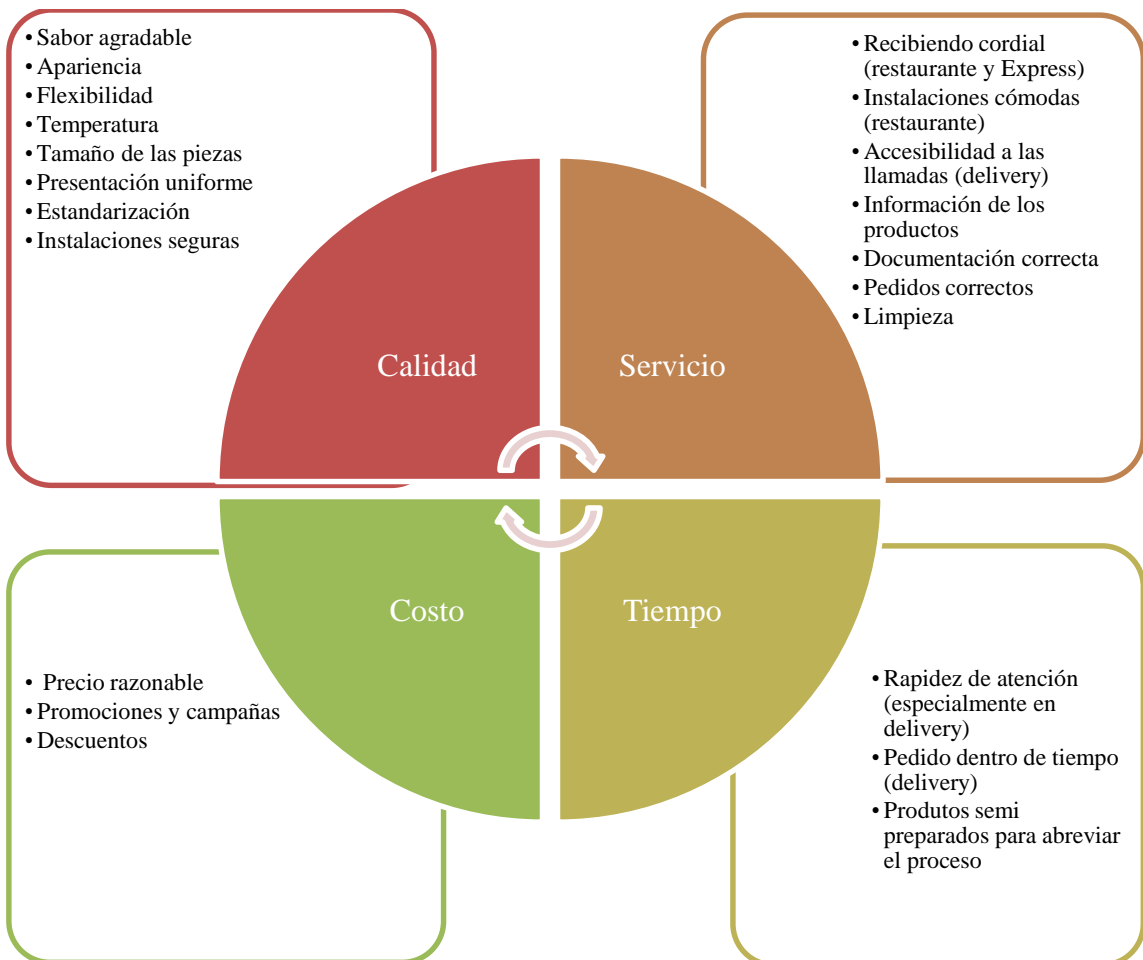 • Sabor agradable
• Apariencia
• Flexibilidad
• Temperatura
• Tamaño de las piezas
• Presentación uniforme
• Estandarización
• Instalaciones seguras
• Recibiendo cordial
(restaurante y Express)
• Instalaciones cómodas
(restaurante)
• Accesibilidad a las
llamadas (delivery)
• Información de los
productos
• Documentación correcta
• Pedidos correctos
• Limpieza
Calidad
Servicio
Costo
Tiempo
• Precio razonable
• Promociones y campañas
• Descuentos
• Rapidez de atención
(especialmente en
delivery)
• Pedido dentro de tiempo
(delivery)
• Produtos semi
preparados para abreviar
el proceso